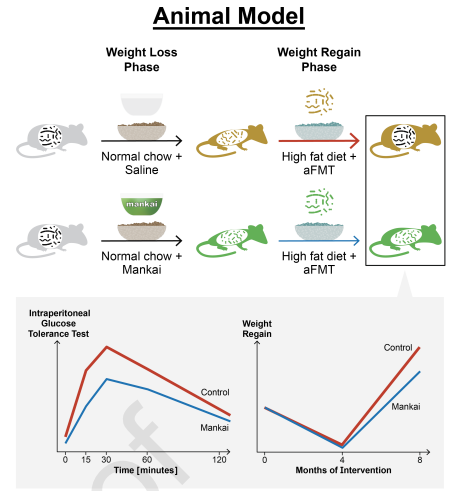 Animal Model
Weight Loss
Phase
Weight Regain
Phase
Normal chow +
Saline
High fat diet +
aFMT
mankai
Normal chow +
Mankai
High fat diet +
aFMT
Intraperitoneal
Glucose
Tolerance Test
Control
Mankai
0 15 30 60 120
Time [minutes]
Weight
Regain
Control
Mankai
0 4 8
Months of Intervention
of